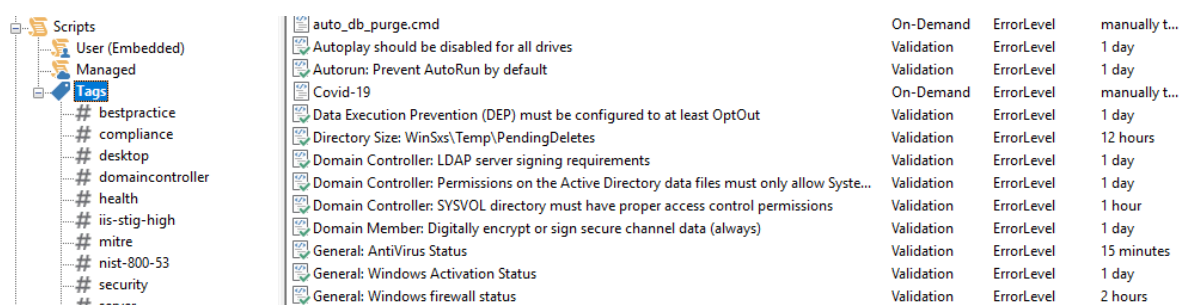 Scripts
User (Embedded)
Managed
Tags
# bestpractice
# compliance
# desktop
# domaincontroller
# health
# iis-stig-high
# mitre
# nist-800-53
# security
auto_db_purge.cmd On-Demand ErrorLevel manually t...
Autoplay should be disabled for all drives Validation ErrorLevel 1 day
Autorun: Prevent AutoRun by default Validation ErrorLevel 1 day
Covid-19 On-Demand ErrorLevel manually t...
Data Execution Prevention (DEP) must be configured to at least OptOut Validation ErrorLevel 1 day
Directory Size: WinSxs\Temp\PendingDeletes Validation ErrorLevel 12 hours
Domain Controller: LDAP server signing requirements Validation ErrorLevel 1 day
Domain Controller: Permissions on the Active Directory data files must only allow Syste... Validation ErrorLevel 1 day
Domain Controller: SYSVOL directory must have proper access control permissions Validation ErrorLevel 1 hour
Domain Member: Digitally encrypt or sign secure channel data (always) Validation ErrorLevel 1 day
General: AntiVirus Status Validation ErrorLevel 15 minutes
General: Windows Activation Status Validation ErrorLevel 1 day
General: Windows firewall status Validation ErrorLevel 2 hours